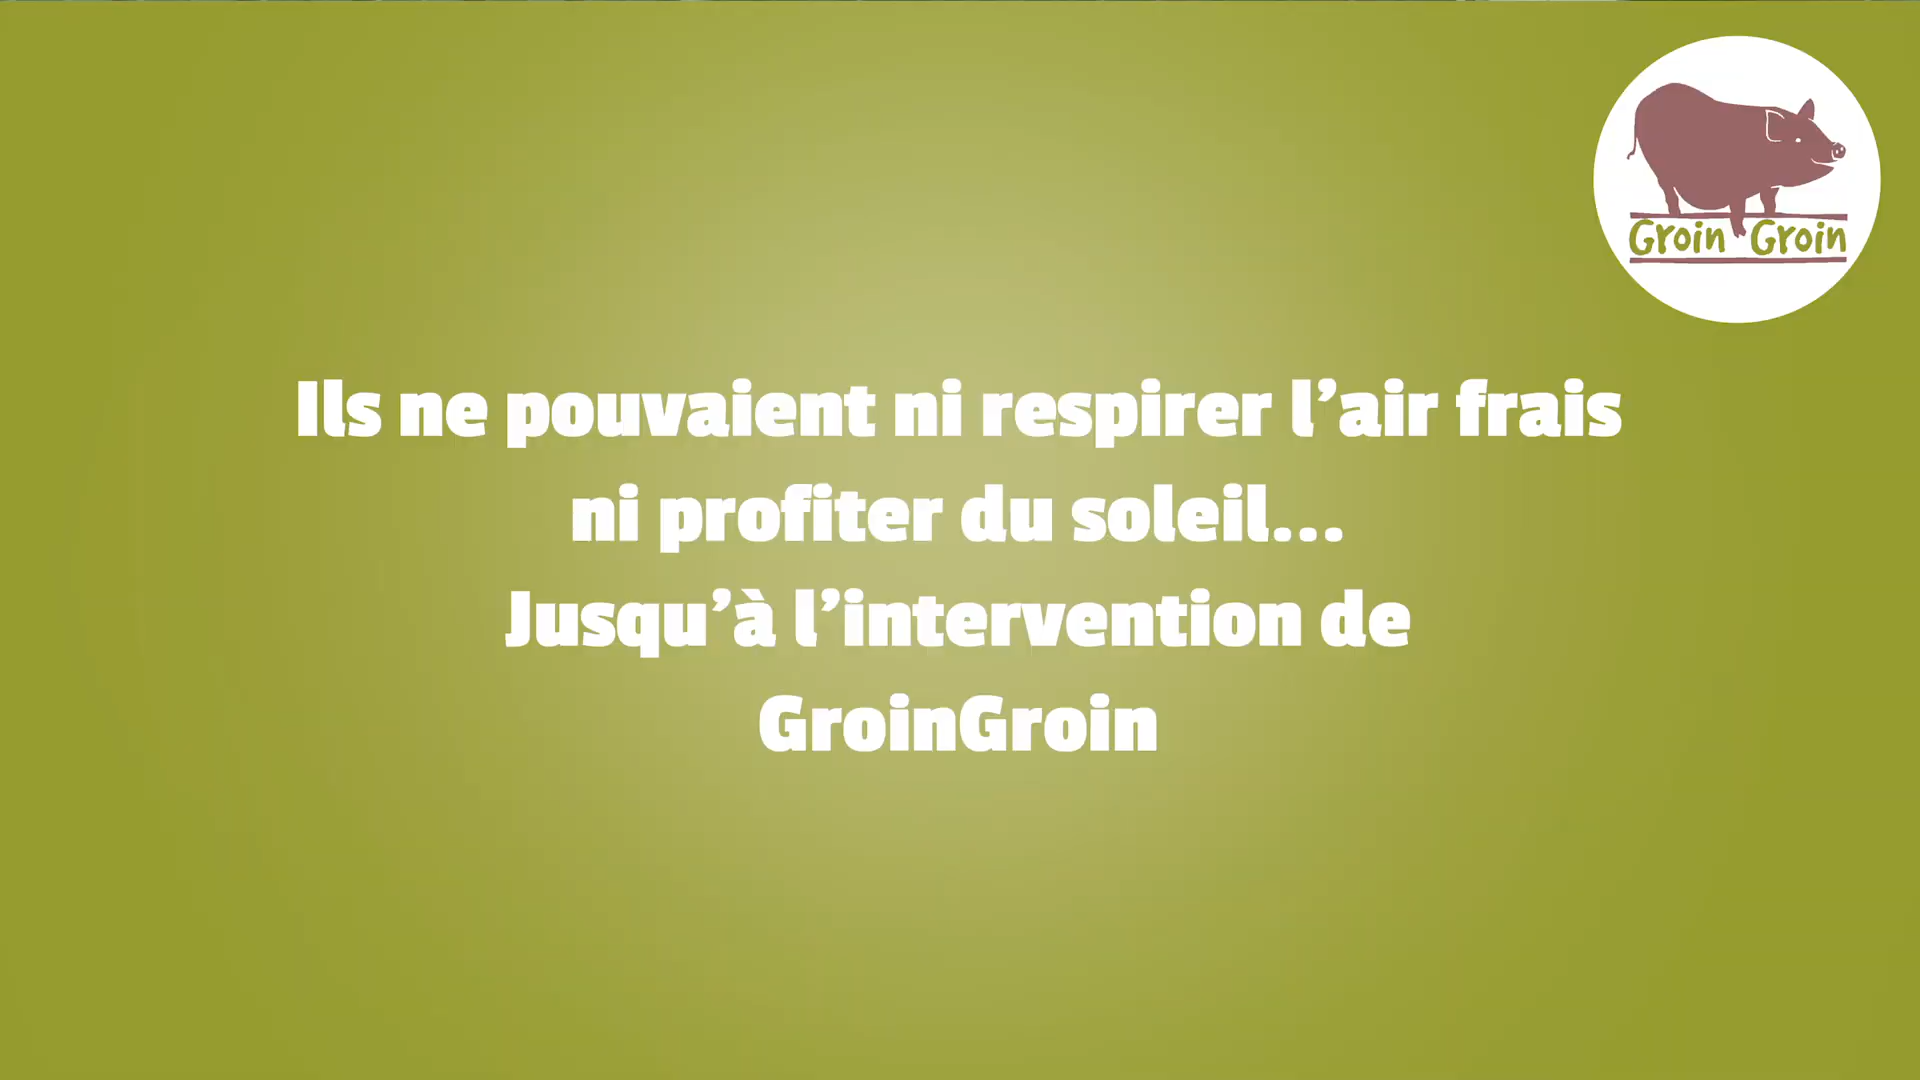 Groin Groin
Ils ne pouvaient ni respirer l’air frais
ni profiter du soleil...
Jusqu’à l’intervention de
GroinGroin